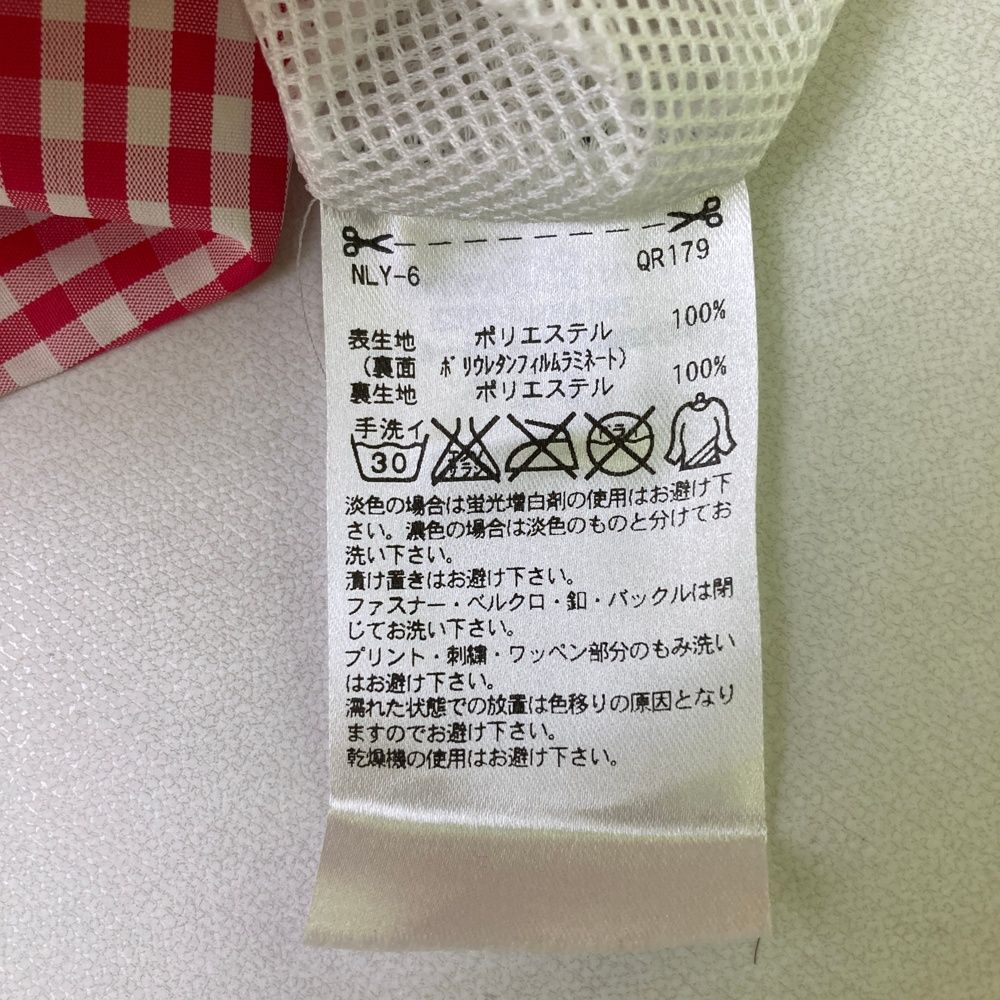 NLY-6 QR179
表生地 ポリエステル 100%
(裏面 ポリウレタンフィルムラミネート)
裏生地 ポリエステル 100%
手洗イ
30
淡色の場合は蛍光増白剤の使用はお避け下
さい。濃色の場合は淡色のものと分けてお
洗い下さい。
漬け置きはお避け下さい。
ファスナー・ベルクロ・釦・バックルは閉
じてお洗い下さい。
プリント・刺繍・ワッペン部分のもみ洗い
はお避け下さい。
濡れた状態での放置は色移りの原因となり
ますのでお避け下さい。
乾燥機の使用はお避け下さい。